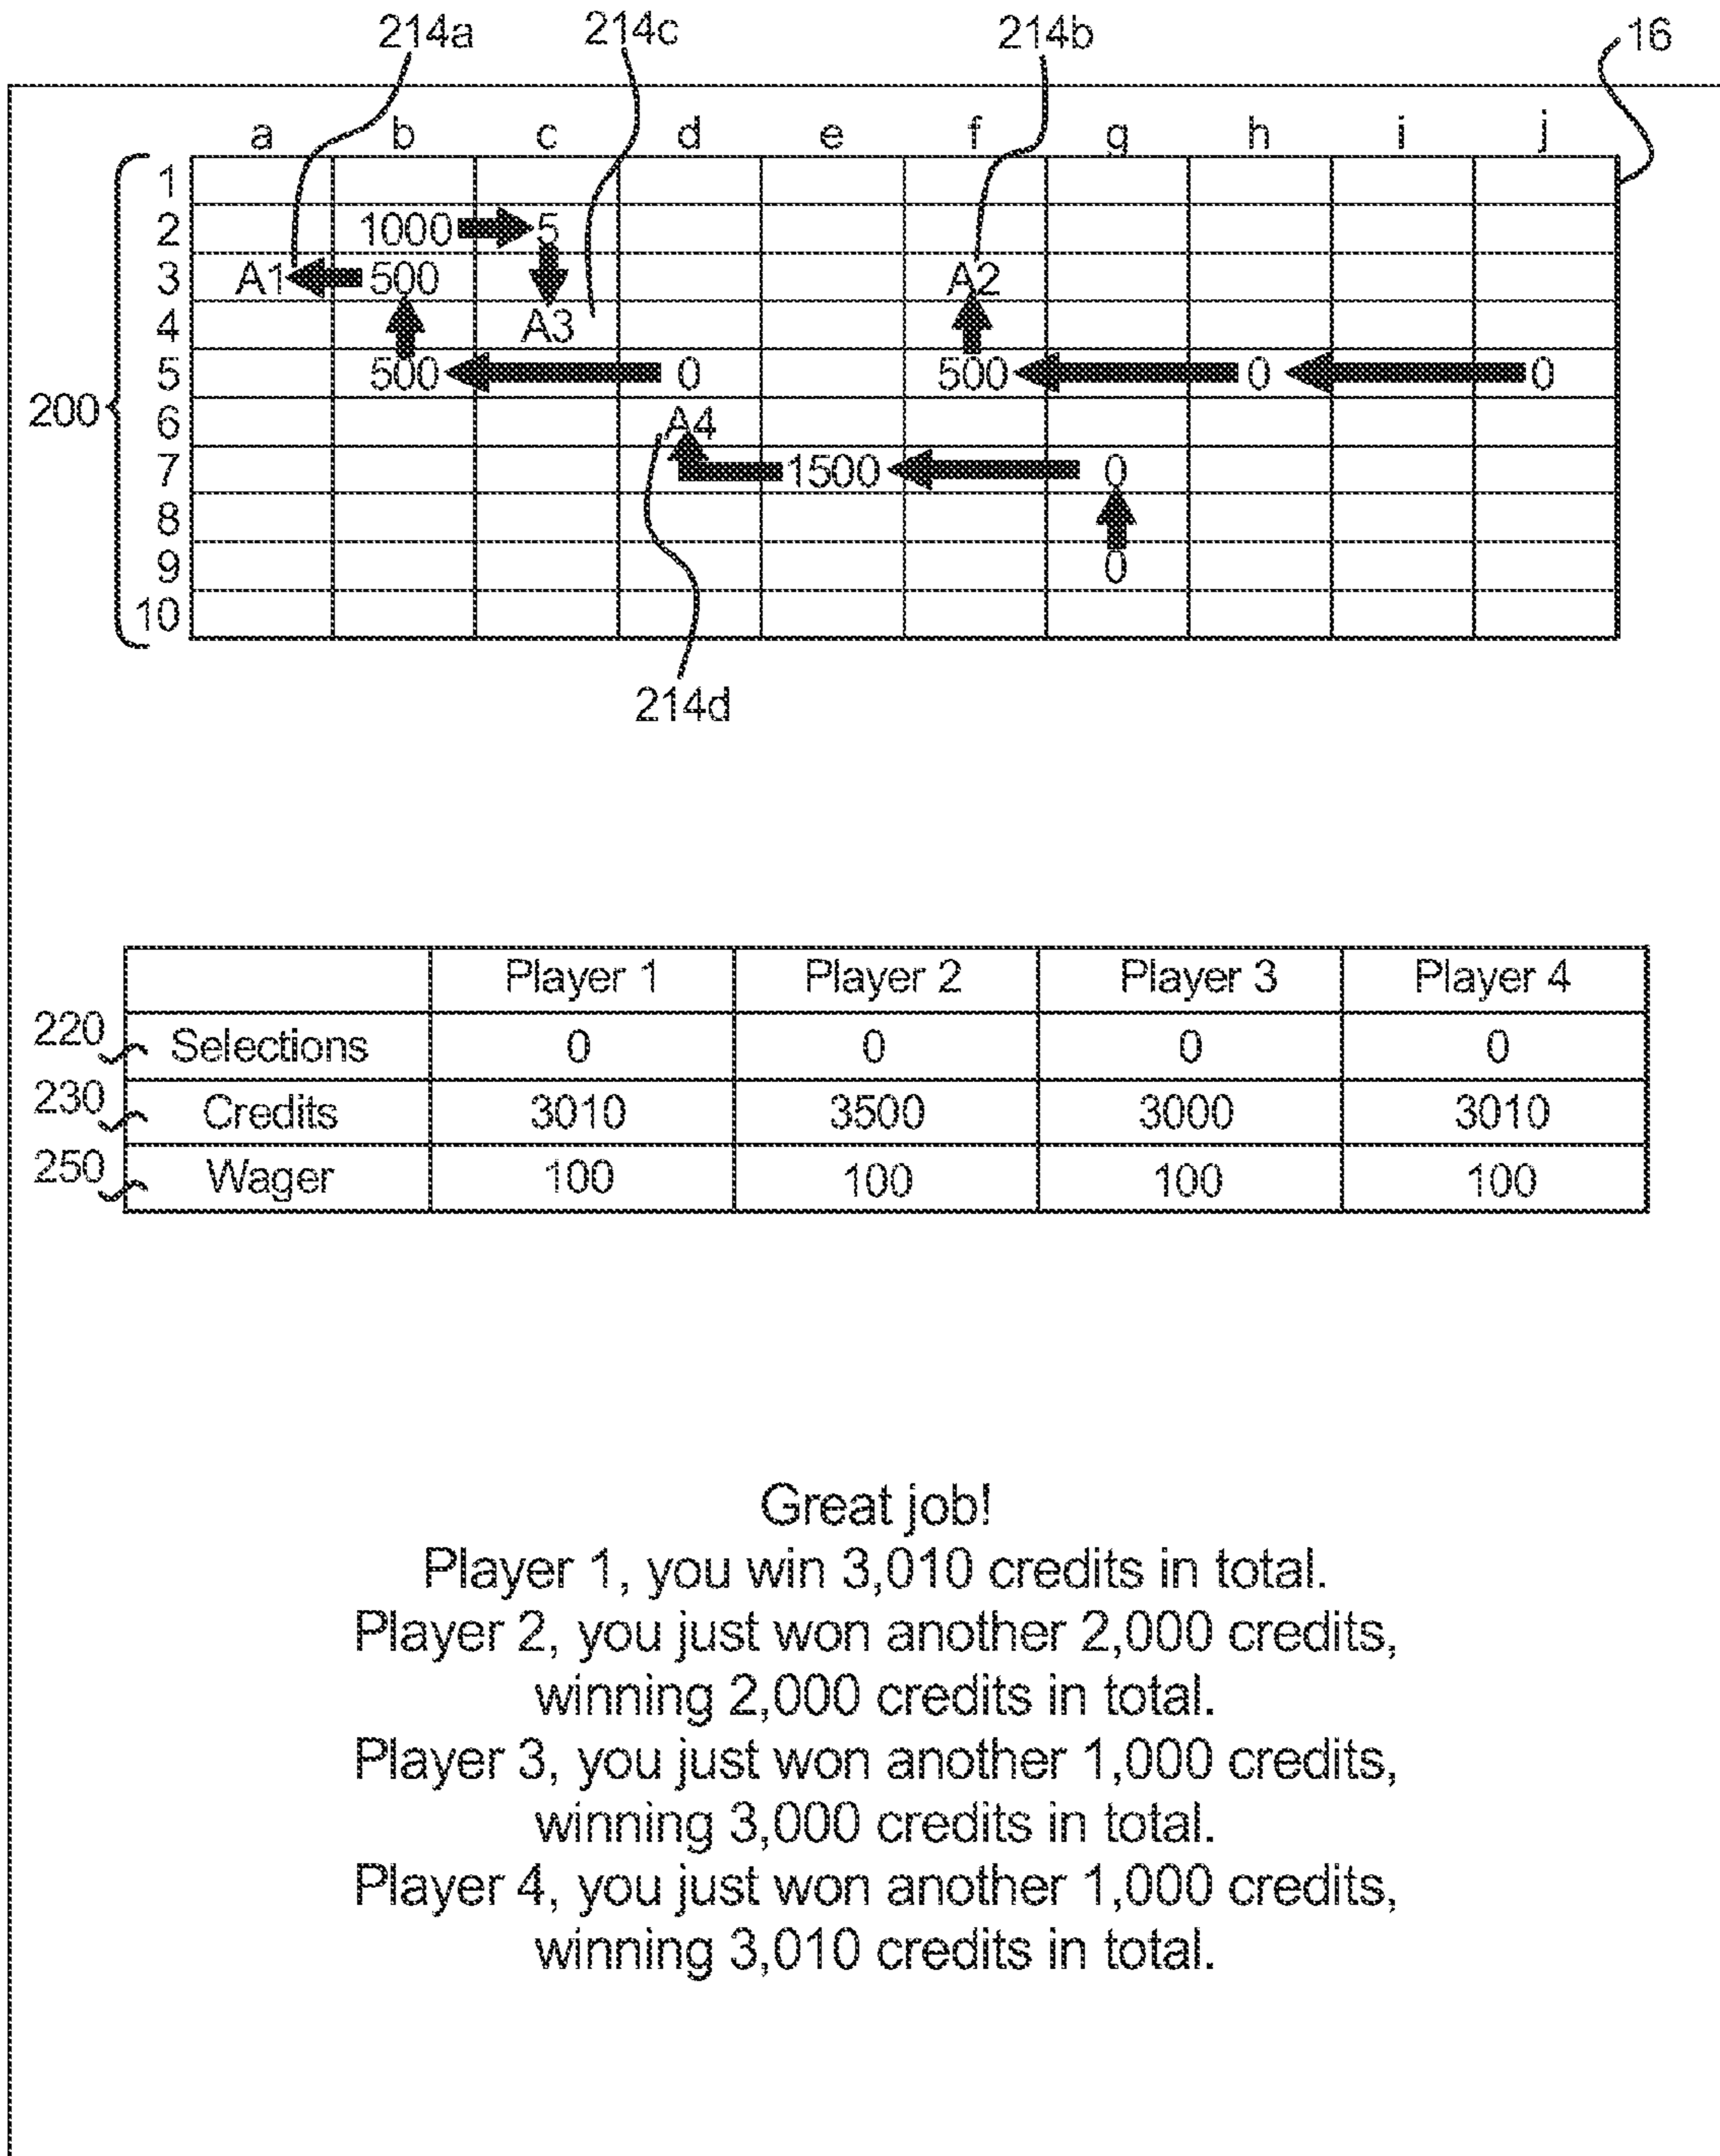 214a 214c 214b 16
a b c d e f g h i j
1
2 1000 5
3 A1 500 A2
4 A3
200 5 500 0 500 0 0
6 A4
7 1500 0
8
9 0
10
214d
Player 1 Player 2 Player 3 Player 4
220 Selections 0 0 0 0
230 Credits 3010 3500 3000 3010
250 Wager 100 100 100 100
Great job!
Player 1, you win 3,010 credits in total.
Player 2, you just won another 2,000 credits,
winning 2,000 credits in total.
Player 3, you just won another 1,000 credits,
winning 3,000 credits in total.
Player 4, you just won another 1,000 credits,
winning 3,010 credits in total.